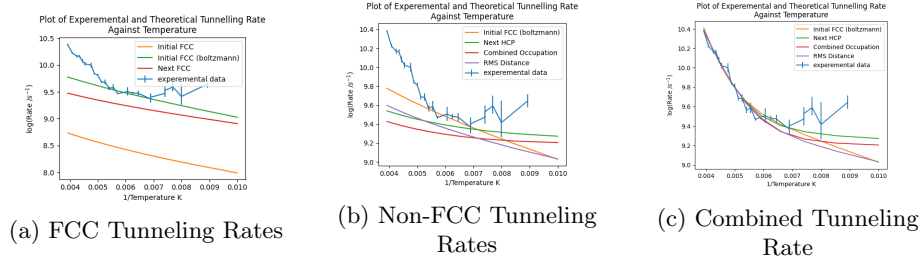 Plot of Experemental and Theoretical Tunnelling Rate
Against Temperature
10.5
10.0
9.5
9.0
8.5
8.0
log(Rate /s⁻¹)
Initial FCC
Initial FCC (boltzmann)
Next FCC
experemental data
0.004 0.005 0.006 0.007 0.008 0.009 0.010
1/Temperature K
(a) FCC Tunneling Rates
Plot of Experemental and Theoretical Tunnelling Rate
Against Temperature
10.4
10.2
10.0
9.8
9.6
9.4
9.2
9.0
log(Rate /s⁻¹)
Initial FCC (boltzmann)
Next HCP
Combined Occupation
RMS Distance
experemental data
0.004 0.005 0.006 0.007 0.008 0.009 0.010
1/Temperature K
(b) Non-FCC Tunneling
Rates
Plot of Experemental and Theoretical Tunnelling Rate
Against Temperature
10.4
10.2
10.0
9.8
9.6
9.4
9.2
9.0
log(Rate /s⁻¹)
Initial FCC (boltzmann)
Next HCP
Combined Occupation
RMS Distance
experemental data
0.004 0.005 0.006 0.007 0.008 0.009 0.010
1/Temperature K
(c) Combined Tunneling
Rate